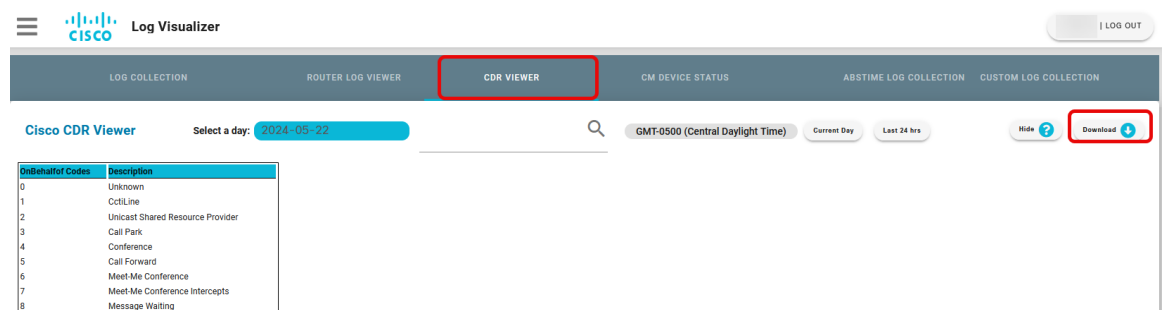 CISCO Log Visualizer | LOG OUT
LOG COLLECTION ROUTER LOG VIEWER CDR VIEWER CM DEVICE STATUS ABSTIME LOG COLLECTION CUSTOM LOG COLLECTION
Cisco CDR Viewer Select a day: 2024-05-22 GMT-0500 (Central Daylight Time) Current Day Last 24 hrs Hide ? Download
OnBehalfof Codes Description
0 Unknown
1 CctiLine
2 Unicast Shared Resource Provider
3 Call Park
4 Conference
5 Call Forward
6 Meet-Me Conference
7 Meet-Me Conference Intercepts
8 Message Waiting